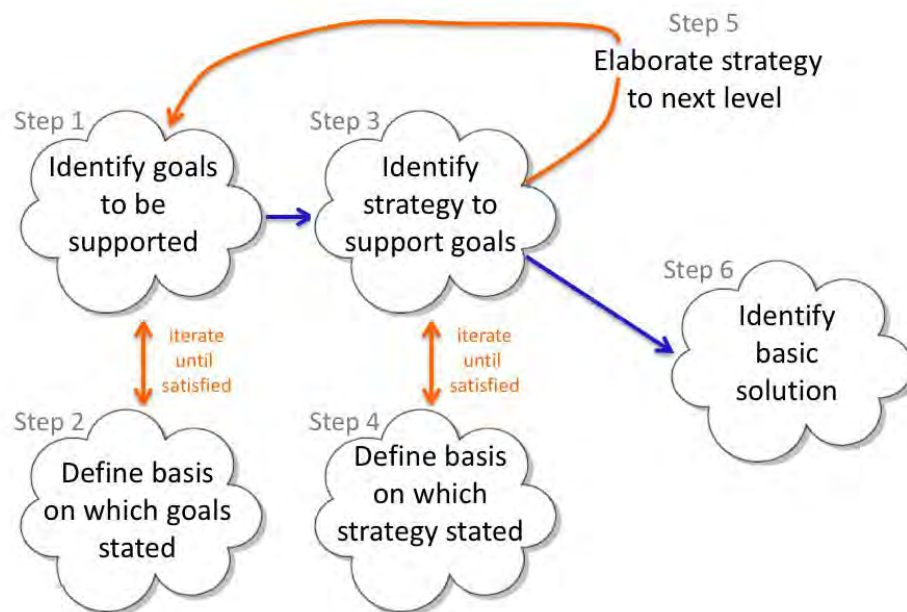 Step 5
Elaborate strategy
to next level
Step 1
Identify goals
to be
supported
Step 3
Identify
strategy to
support goals
Step 6
Identify
basic
solution
iterate
until
satisfied
iterate
until
satisfied
Step 2
Define basis
on which goals
stated
Step 4
Define basis
on which
strategy stated